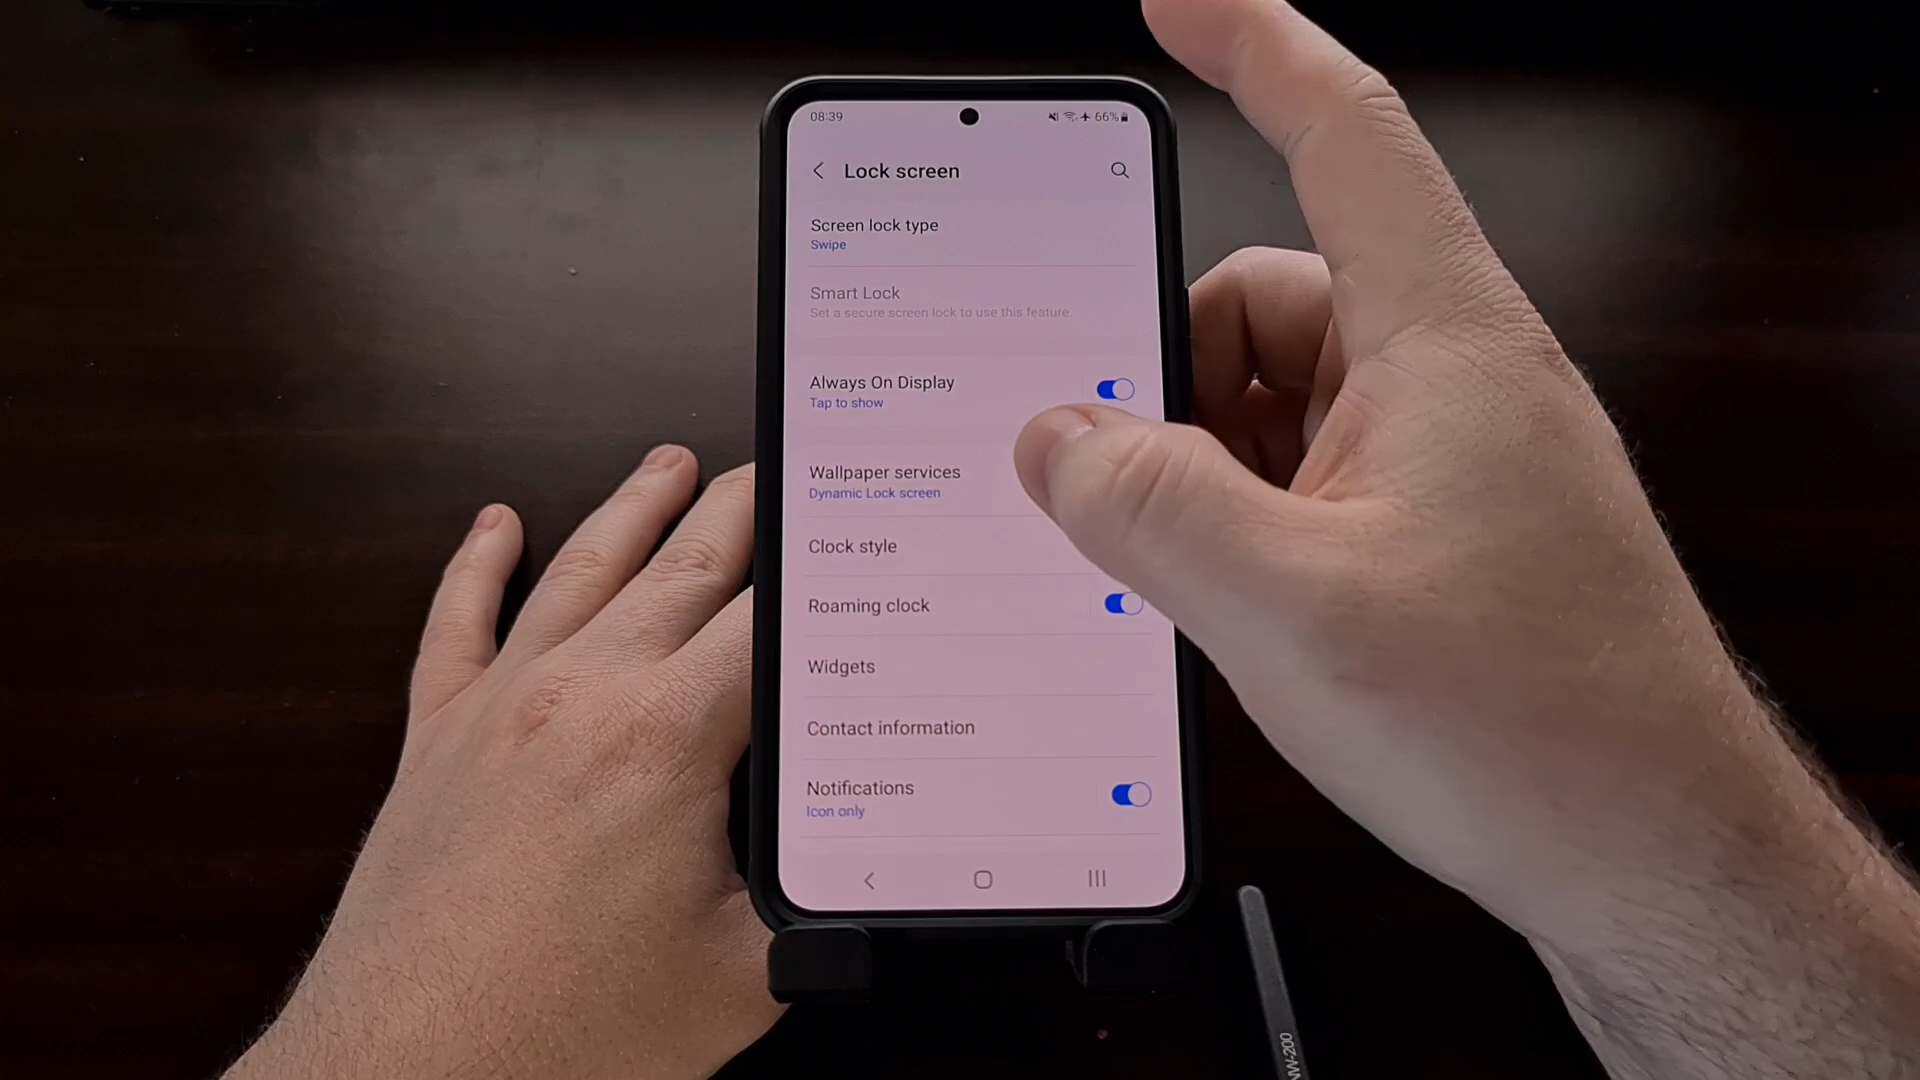 08:39
66%
Lock screen
Screen lock type
Swipe
Smart Lock
Set a secure screen lock to use this feature.
Always On Display
Tap to show
Wallpaper services
Dynamic Lock screen
Clock style
Roaming clock
Widgets
Contact information
Notifications
Icon only
NW-200